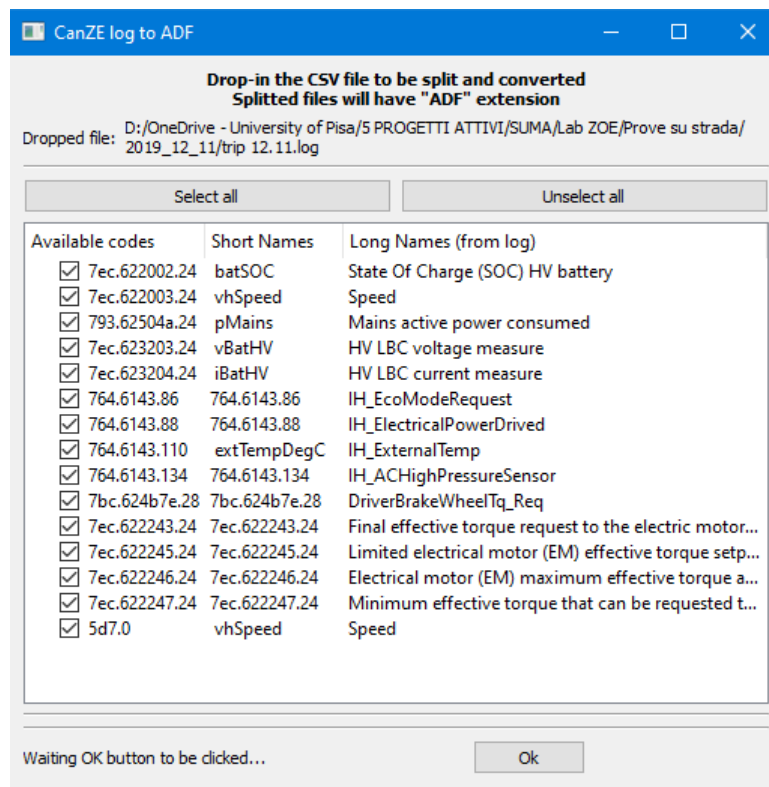 CanZE log to ADF
Drop-in the CSV file to be split and converted
Splitted files will have "ADF" extension
Dropped file: D:/OneDrive - University of Pisa/5 PROGETTI ATTIVI/SUMA/Lab ZOE/Prove su strada/
2019_12_11/trip 12.11.log
Select all Unselect all
Available codes Short Names Long Names (from log)
7ec.622002.24 batSOC State Of Charge (SOC) HV battery
7ec.622003.24 vhSpeed Speed
793.62504a.24 pMains Mains active power consumed
7ec.623203.24 vBatHV HV LBC voltage measure
7ec.623204.24 iBatHV HV LBC current measure
764.6143.86 764.6143.86 IH_EcoModeRequest
764.6143.88 764.6143.88 IH_ElectricalPowerDrived
764.6143.110 extTempDegC IH_ExternalTemp
764.6143.134 764.6143.134 IH_ACHighPressureSensor
7bc.624b7e.28 7bc.624b7e.28 DriverBrakeWheelTq_Req
7ec.622243.24 7ec.622243.24 Final effective torque request to the electric motor...
7ec.622245.24 7ec.622245.24 Limited electrical motor (EM) effective torque setp...
7ec.622246.24 7ec.622246.24 Electrical motor (EM) maximum effective torque a...
7ec.622247.24 7ec.622247.24 Minimum effective torque that can be requested t...
5d7.0 vhSpeed Speed
Waiting OK button to be clicked... Ok